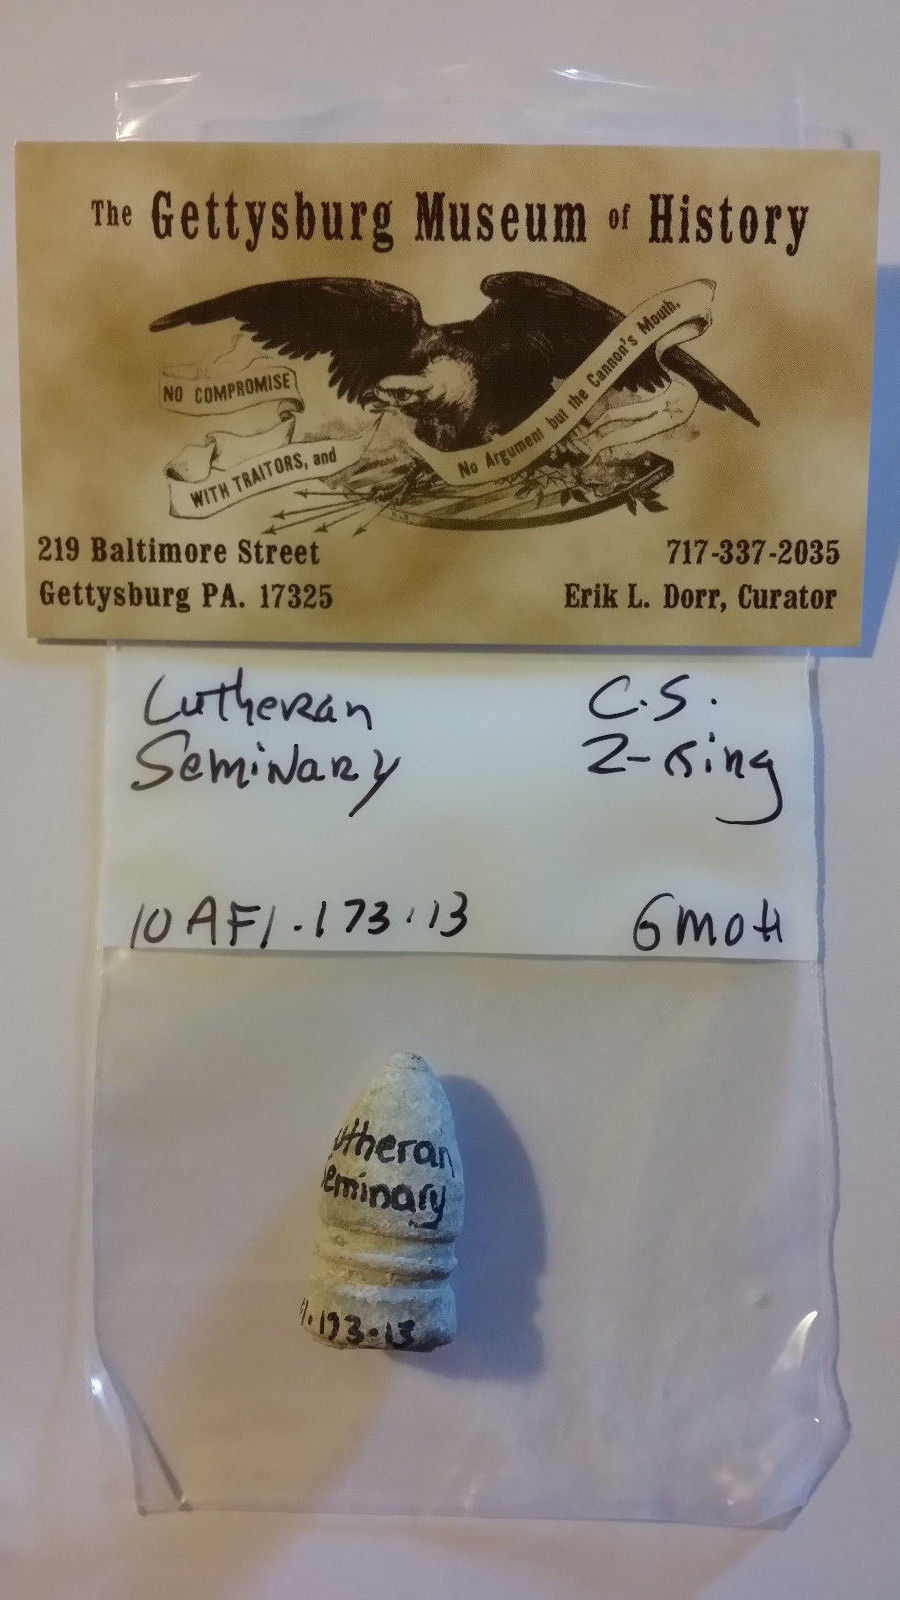 The Gettysburg Museum of History
NO COMPROMISE
WITH TRAITORS, and
No Argument but the Cannon's Mouth.
219 Baltimore Street
Gettysburg PA. 17325
717-337-2035
Erik L. Dorr, Curator
Lutheran
Seminary
C.S.
2-Ring
10AF1.173.13
GMOH
utheran
eminary
1.173.13